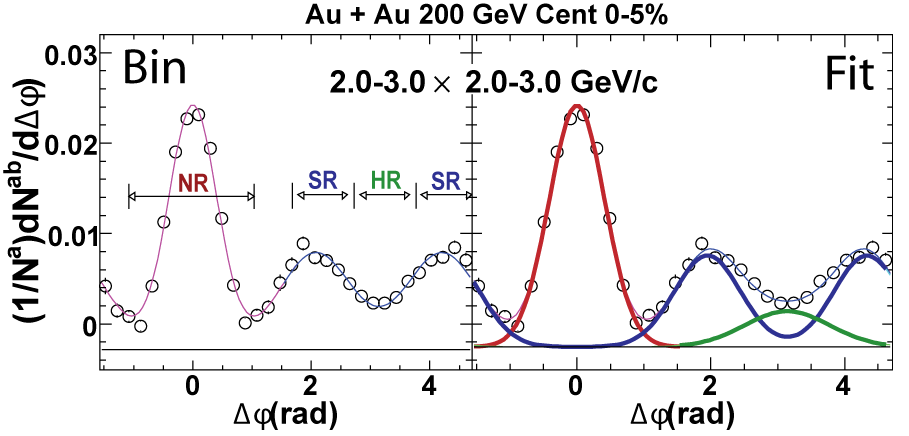 Au + Au 200 GeV Cent 0-5%
Bin
Fit
2.0-3.0 × 2.0-3.0 GeV/c
(1/Nᵃ)dNᵃᵇ/dΔφ
0.03
0.02
0.01
0
NR
SR
HR
SR
0
2
4
0
2
4
Δφ(rad)
Δφ(rad)